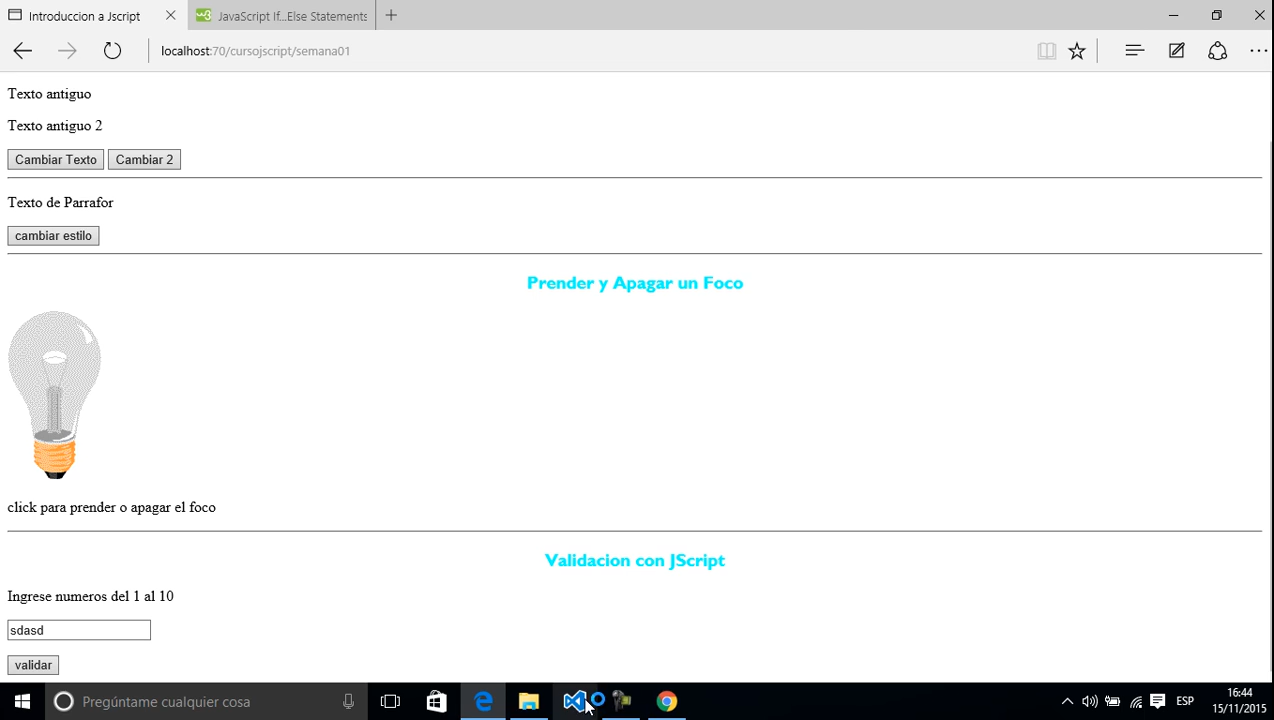 Introduccion a Jscript
JavaScript If...Else Statements
localhost:70/cursojscript/semana01
Texto antiguo
Texto antiguo 2
Cambiar Texto Cambiar 2
Texto de Parrafor
cambiar estilo
Prender y Apagar un Foco
click para prender o apagar el foco
Validacion con JScript
Ingrese numeros del 1 al 10
sdasd
validar
Pregúntame cualquier cosa
ESP
16:44
15/11/2015